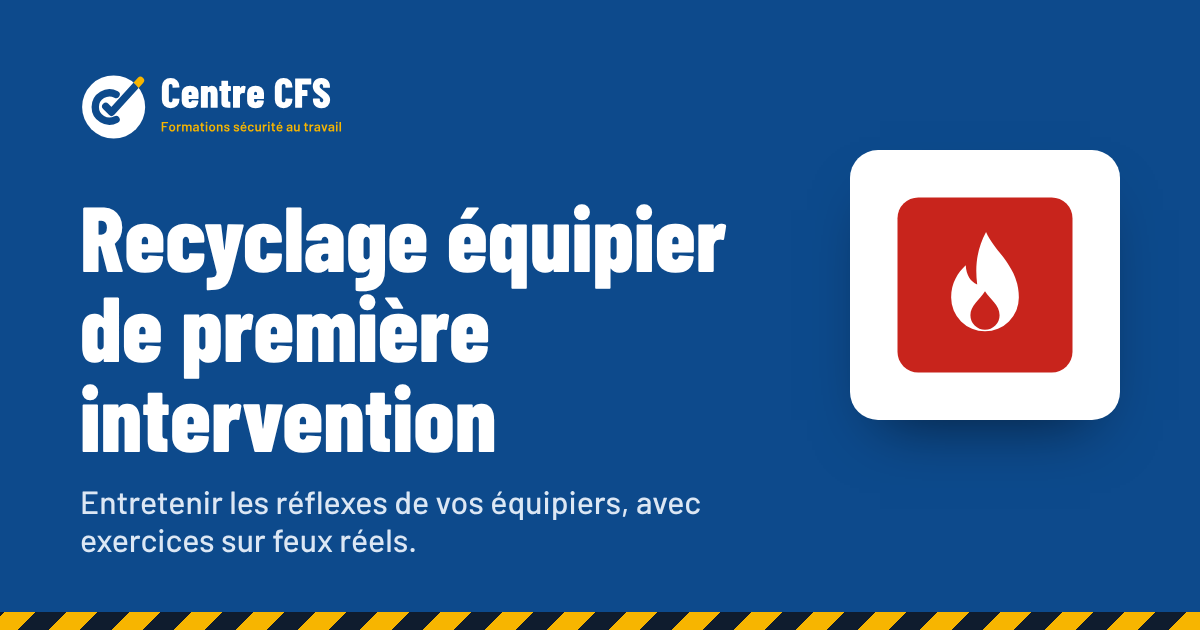 Centre CFS
Formations sécurité au travail
Recyclage équipier
de première
intervention
Entretenir les réflexes de vos équipiers, avec
exercices sur feux réels.